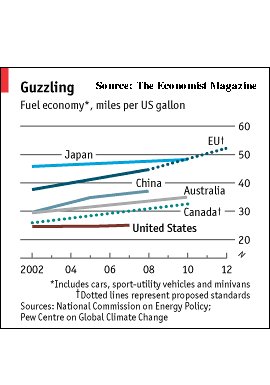 Guzzling Source: The Economist Magazine
Fuel economy*, miles per US gallon
60
EU†
Japan
50
China
Australia
40
Canada†
30
United States
20
2002 04 06 08 10 12
*Includes cars, sport-utility vehicles and minivans
†Dotted lines represent proposed standards
Sources: National Commission on Energy Policy;
Pew Centre on Global Climate Change